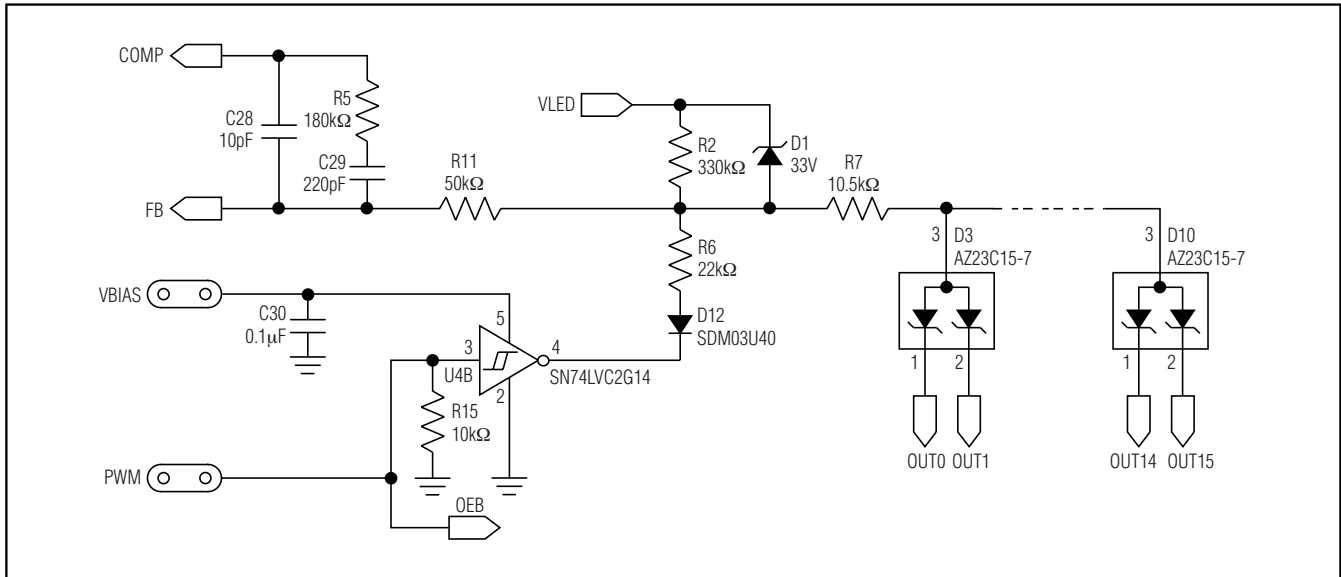 COMP
R5
180kΩ
C28
10pF
C29
220pF
R11
50kΩ
FB
VLED
R2
330kΩ
D1
33V
R7
10.5kΩ
R6
22kΩ
D12
SDM03U40
3
D3
AZ23C15-7
1
2
OUT0
OUT1
3
D10
AZ23C15-7
1
2
OUT14
OUT15
VBIAS
C30
0.1µF
5
3
4
U4B
SN74LVC2G14
2
R15
10kΩ
PWM
OEB